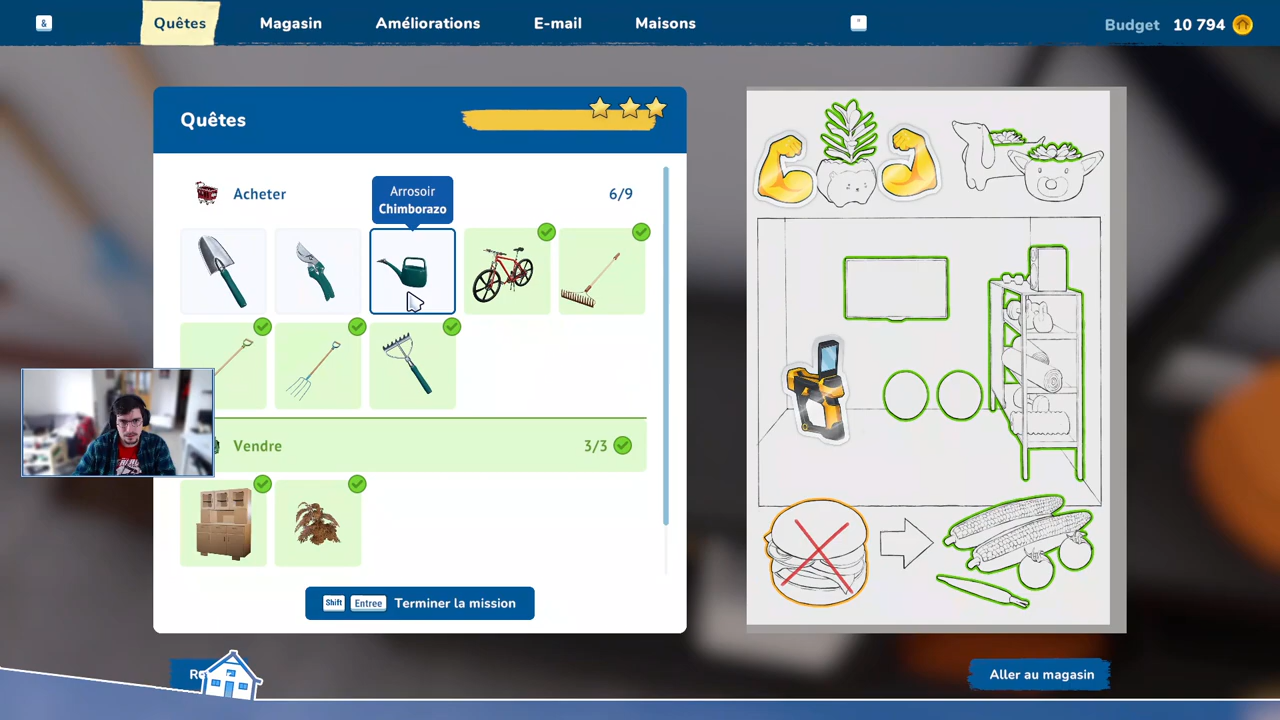 &
Quêtes
Magasin
Améliorations
E-mail
Maisons
"
Budget 10 794
Quêtes
Acheter
6/9
Arrosoir
Chimborazo
Vendre
3/3
Shift Entree Terminer la mission
Aller au magasin